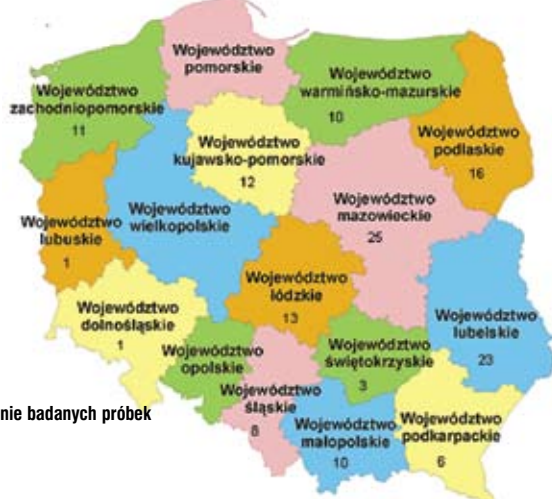 Województwo
pomorskie
Województwo
zachodniopomorskie
11
Województwo
warmińsko-mazurskie
10
Województwo
podlaskie
16
Województwo
kujawsko-pomorskie
12
Województwo
mazowieckie
25
Województwo
wielkopolskie
Województwo
lubuskie
1
Województwo
łódzkie
13
Województwo
lubelskie
23
Województwo
dolnośląskie
1
Województwo
opolskie
Województwo
świętokrzyskie
3
Województwo
śląskie
8
Województwo
małopolskie
10
Województwo
podkarpackie
6
nie badanych próbek